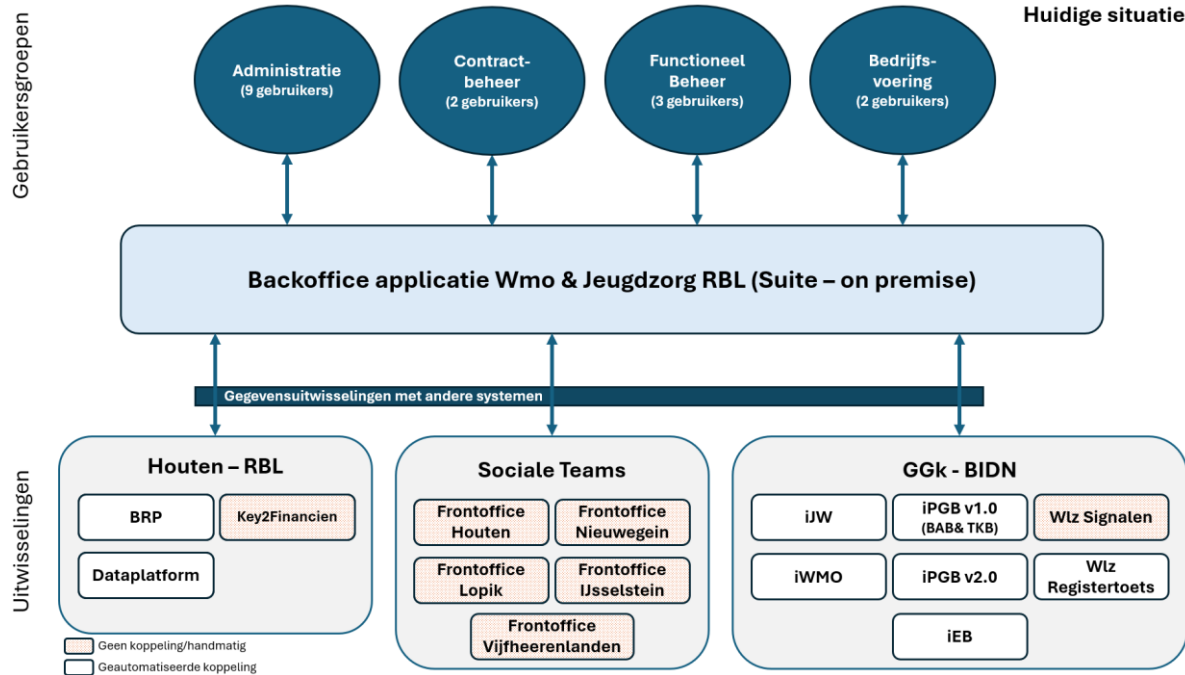 Huidige situatie
Gebruikersgroepen
Administratie
(9 gebruikers)
Contract-
beheer
(2 gebruikers)
Functioneel
Beheer
(3 gebruikers)
Bedrijfs-
voering
(2 gebruikers)
Backoffice applicatie Wmo & Jeugdzorg RBL (Suite – on premise)
Gegevensuitwisselingen met andere systemen
Uitwisselingen
Houten – RBL
BRP
Key2Financien
Dataplatform
Sociale Teams
Frontoffice
Houten
Frontoffice
Nieuwegein
Frontoffice
Lopik
Frontoffice
IJsselstein
Frontoffice
Vijfheerenlanden
GGk - BIDN
iJW
iPGB v1.0
(BAB& TKB)
Wlz Signalen
iWMO
iPGB v2.0
Wlz
Registertoets
iEB
Geen koppeling/handmatig
Geautomatiseerde koppeling